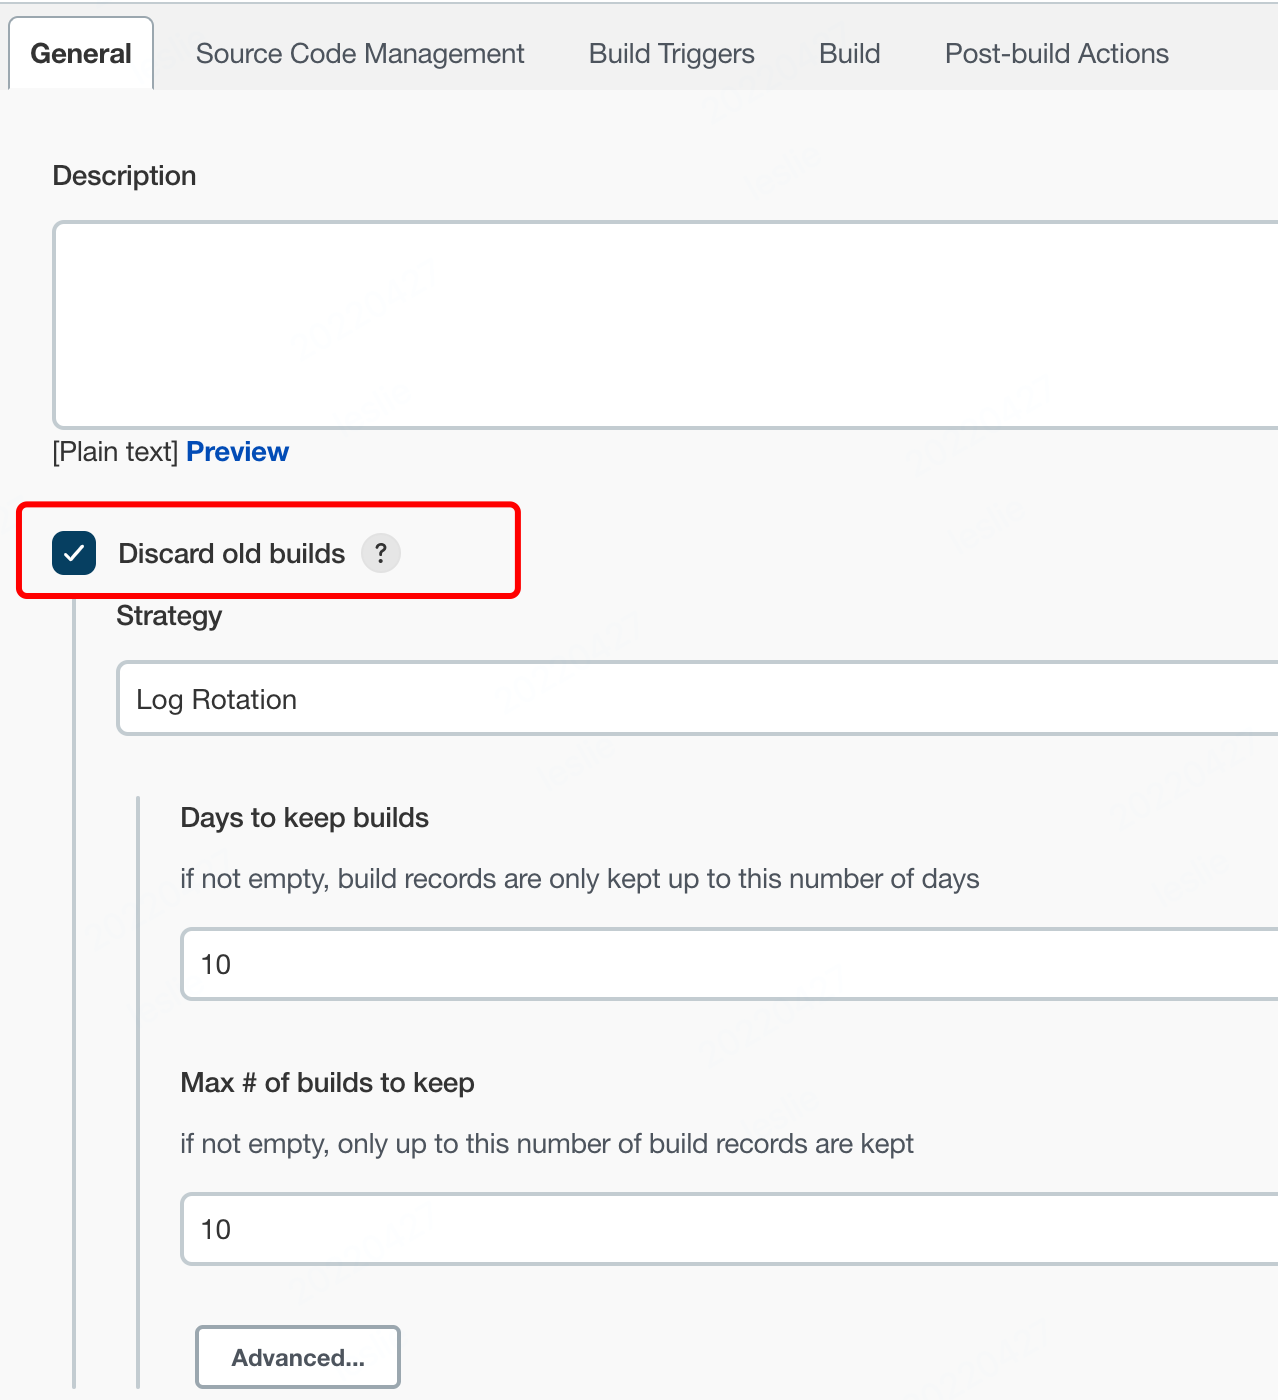 General Source Code Management Build Triggers Build Post-build Actions
Description
[Plain text] Preview
Discard old builds ?
Strategy
Log Rotation
Days to keep builds
if not empty, build records are only kept up to this number of days
10
Max # of builds to keep
if not empty, only up to this number of build records are kept
10
Advanced...